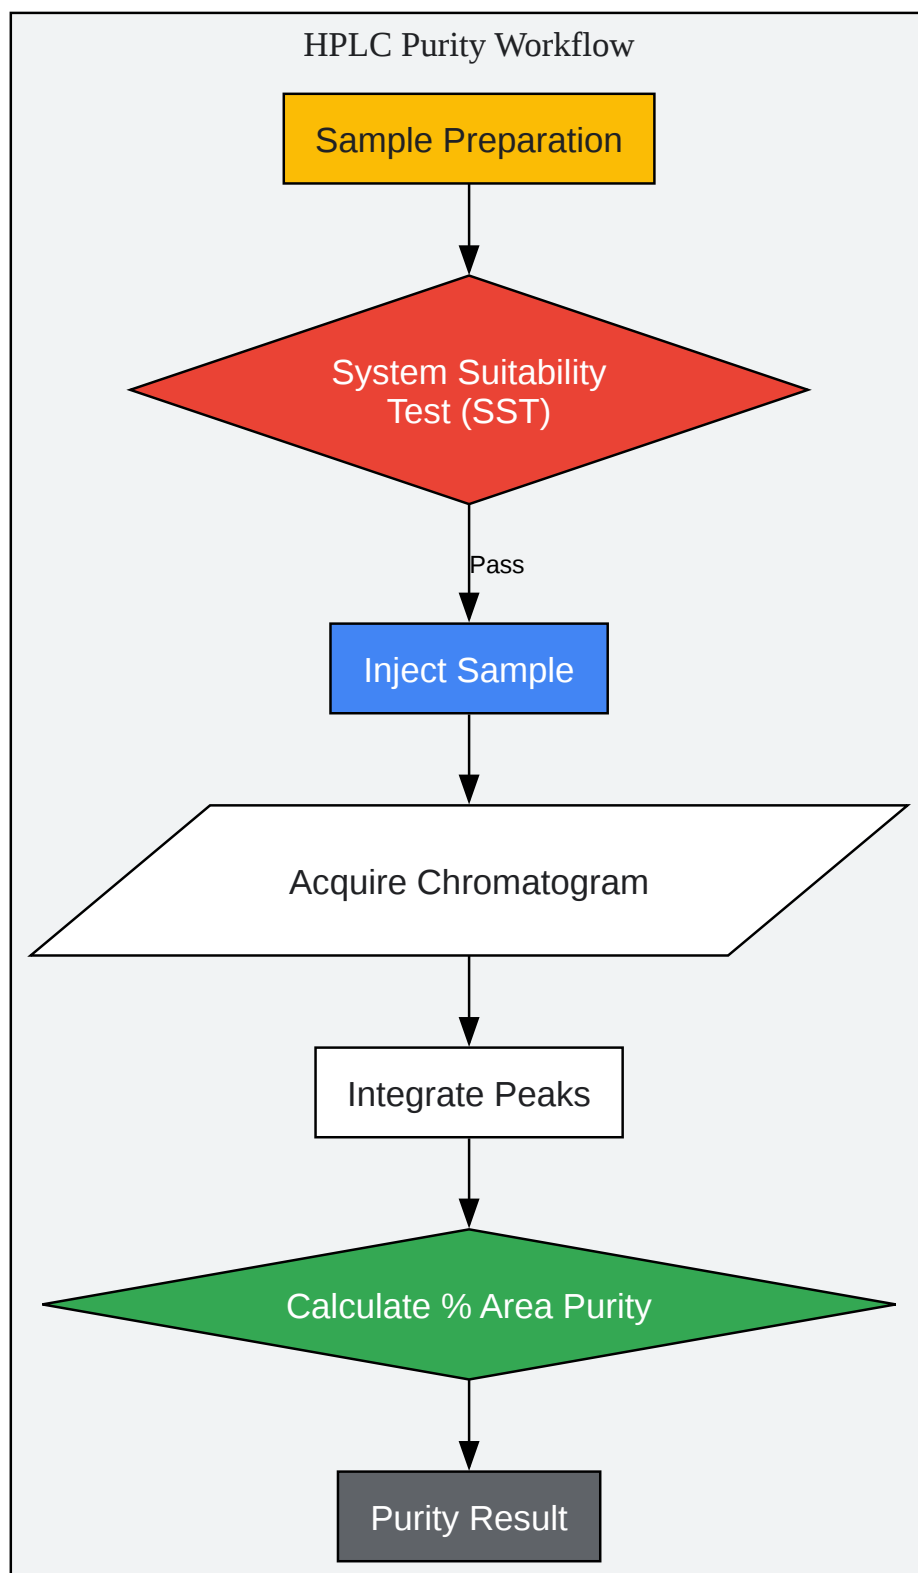 HPLC Purity Workflow
Sample Preparation
System Suitability
Test (SST)
Pass
Inject Sample
Acquire Chromatogram
Integrate Peaks
Calculate % Area Purity
Purity Result